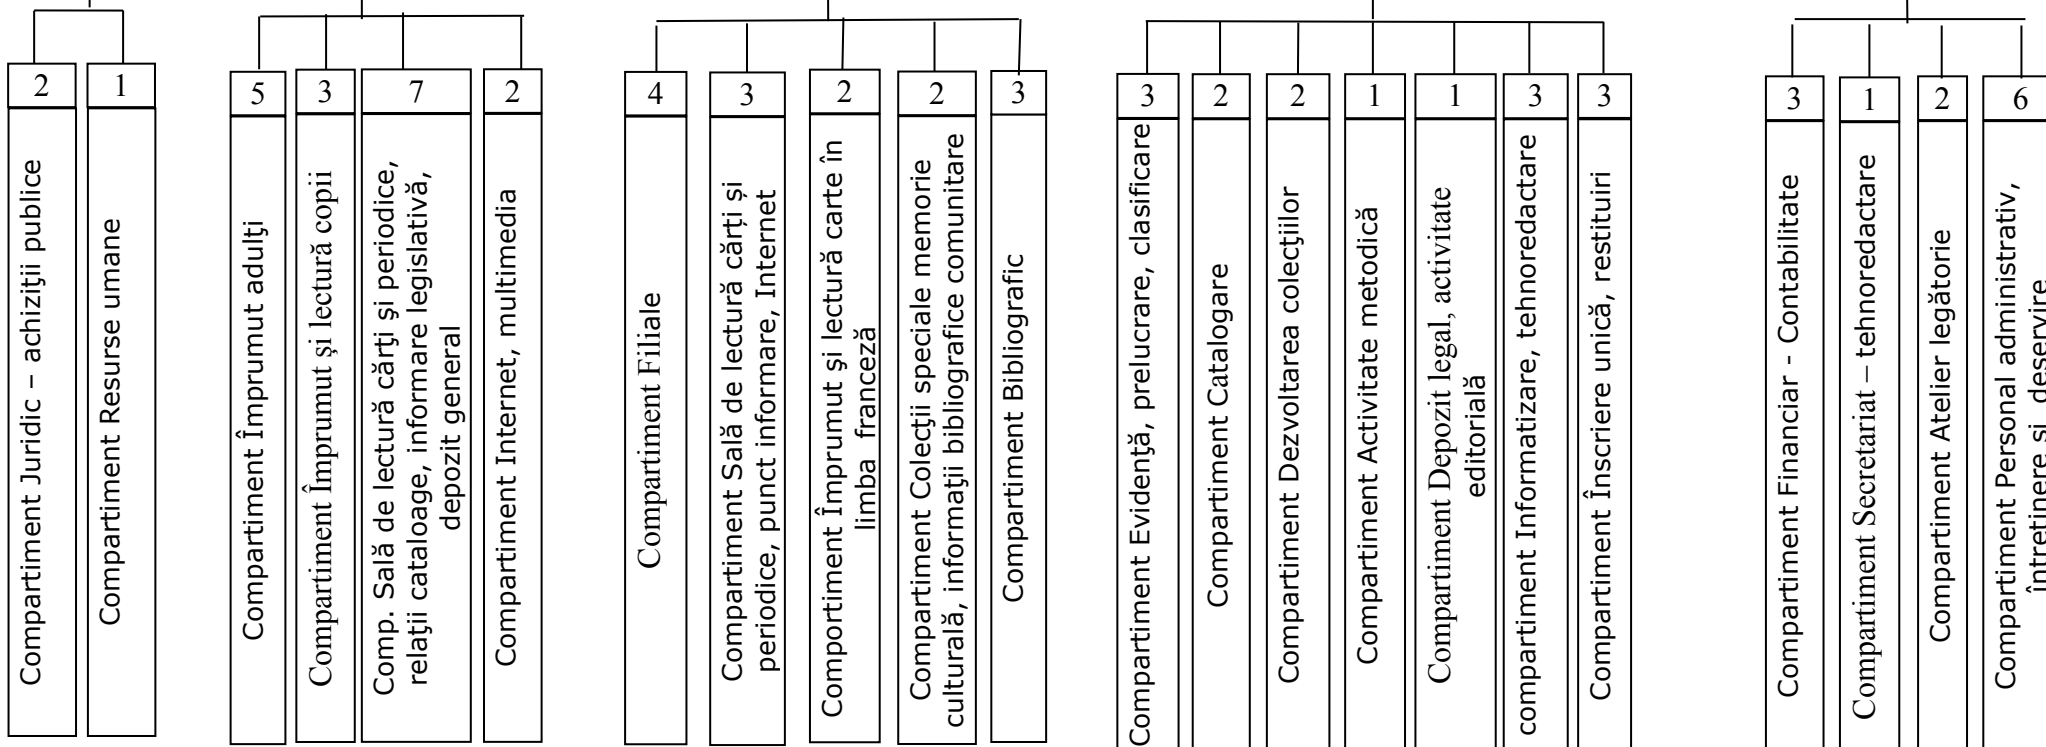 2
Compartiment Juridic – achiziţii publice
1
Compartiment Resurse umane
5
Compartiment Împrumut adulţi
3
Compartiment Împrumut şi lectură copii
7
Comp. Sală de lectură cărţi şi periodice,
relaţii cataloage, informare legislativă,
depozit general
2
Compartiment Internet, multimedia
4
Compartiment Filiale
3
Compartiment Sală de lectură cărți și
periodice, punct informare, Internet
2
Comportiment Împrumut şi lectură carte în
limba franceză
2
Compartiment Colecţii speciale memorie
culturală, informaţii bibliografice comunitare
3
Compartiment Bibliografic
3
Compartiment Evidenţă, prelucrare, clasificare
2
Compartiment Catalogare
2
Compartiment Dezvoltarea colecţiilor
1
Compartiment Activitate metodică
1
Compartiment Depozit legal, activitate
editorială
3
compartiment Informatizare, tehnoredactare
3
Compartiment Înscriere unică, restituiri
3
Compartiment Financiar - Contabilitate
1
Compartiment Secretariat – tehnoredactare
2
Compartiment Atelier legătorie
6
Compartiment Personal administrativ,
întreţinere şi deservire